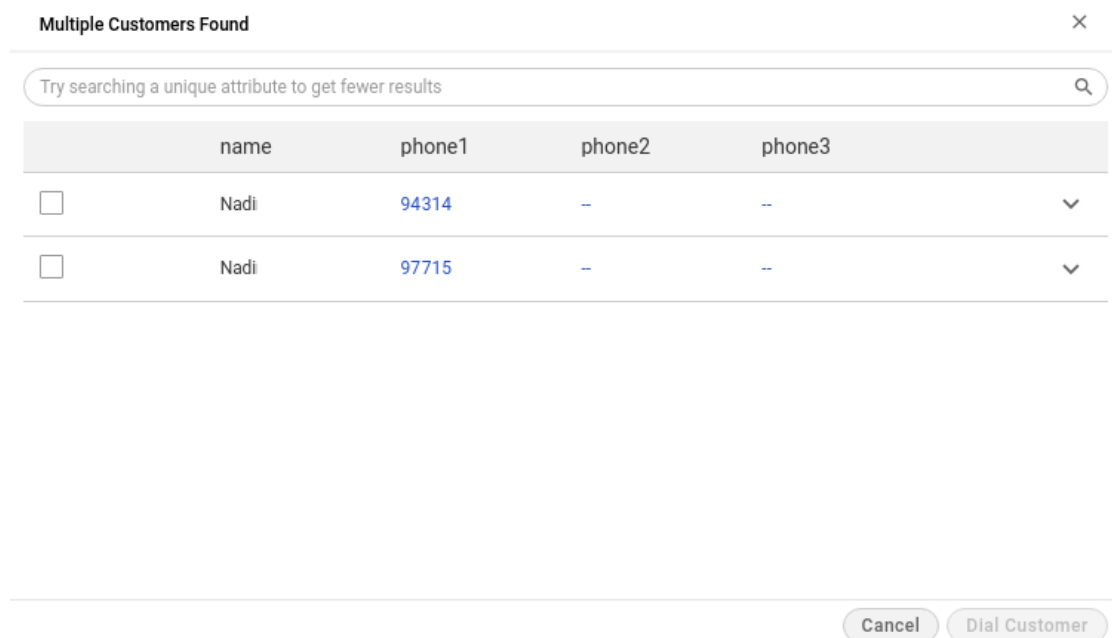 Multiple Customers Found
Try searching a unique attribute to get fewer results
name phone1 phone2 phone3
Nadi 94314 -- --
Nadi 97715 -- --
Cancel Dial Customer